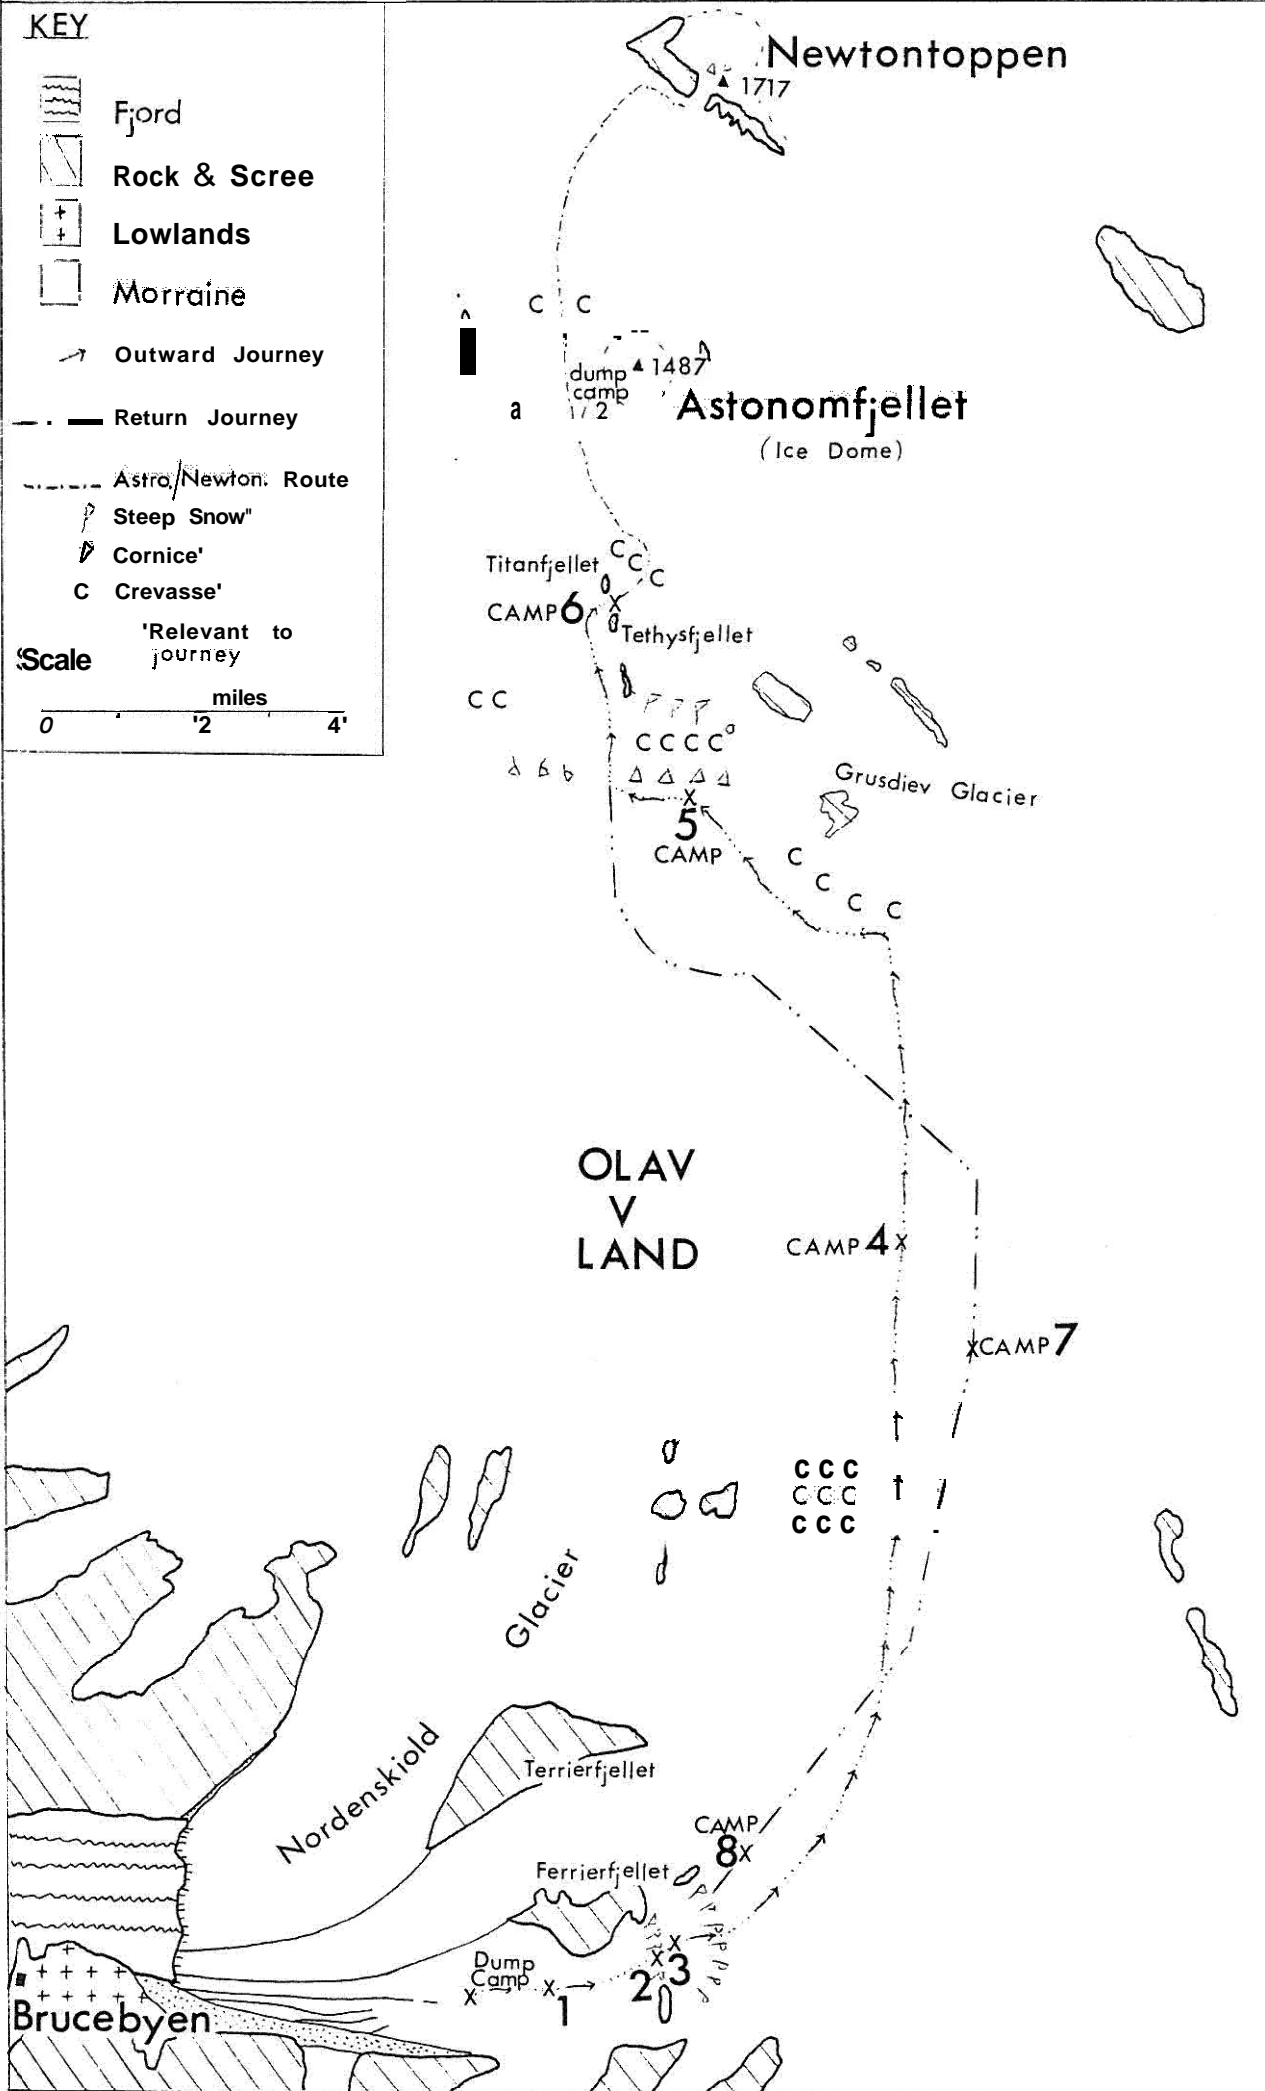 KEY
Fjord
Rock & Scree
Lowlands
Morraine
Outward Journey
Return Journey
Astro/Newton. Route
Steep Snow"
Cornice'
C Crevasse'
'Relevant to
journey
Scale
miles
0 '2 4'
Newtontoppen
1717
C C
1487
dump
camp
2
a
Astonomfjellet
(Ice Dome)
C
C
C
Titanfjellet
CAMP 6
Tethysfjellet
C C
C C C C
Grusdiev Glacier
5
CAMP
C
C
C
C
OLAV
V
LAND
CAMP 4
CAMP 7
C C C
C C C
C C C
Nordenskiold Glacier
Terrierfjellet
CAMP
8
Ferrierfjellet
Dump
Camp
1
2
3
Brucebyen